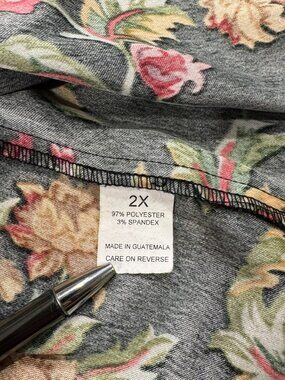 2X
97% POLYESTER
3% SPANDEX
MADE IN GUATEMALA
CARE ON REVERSE